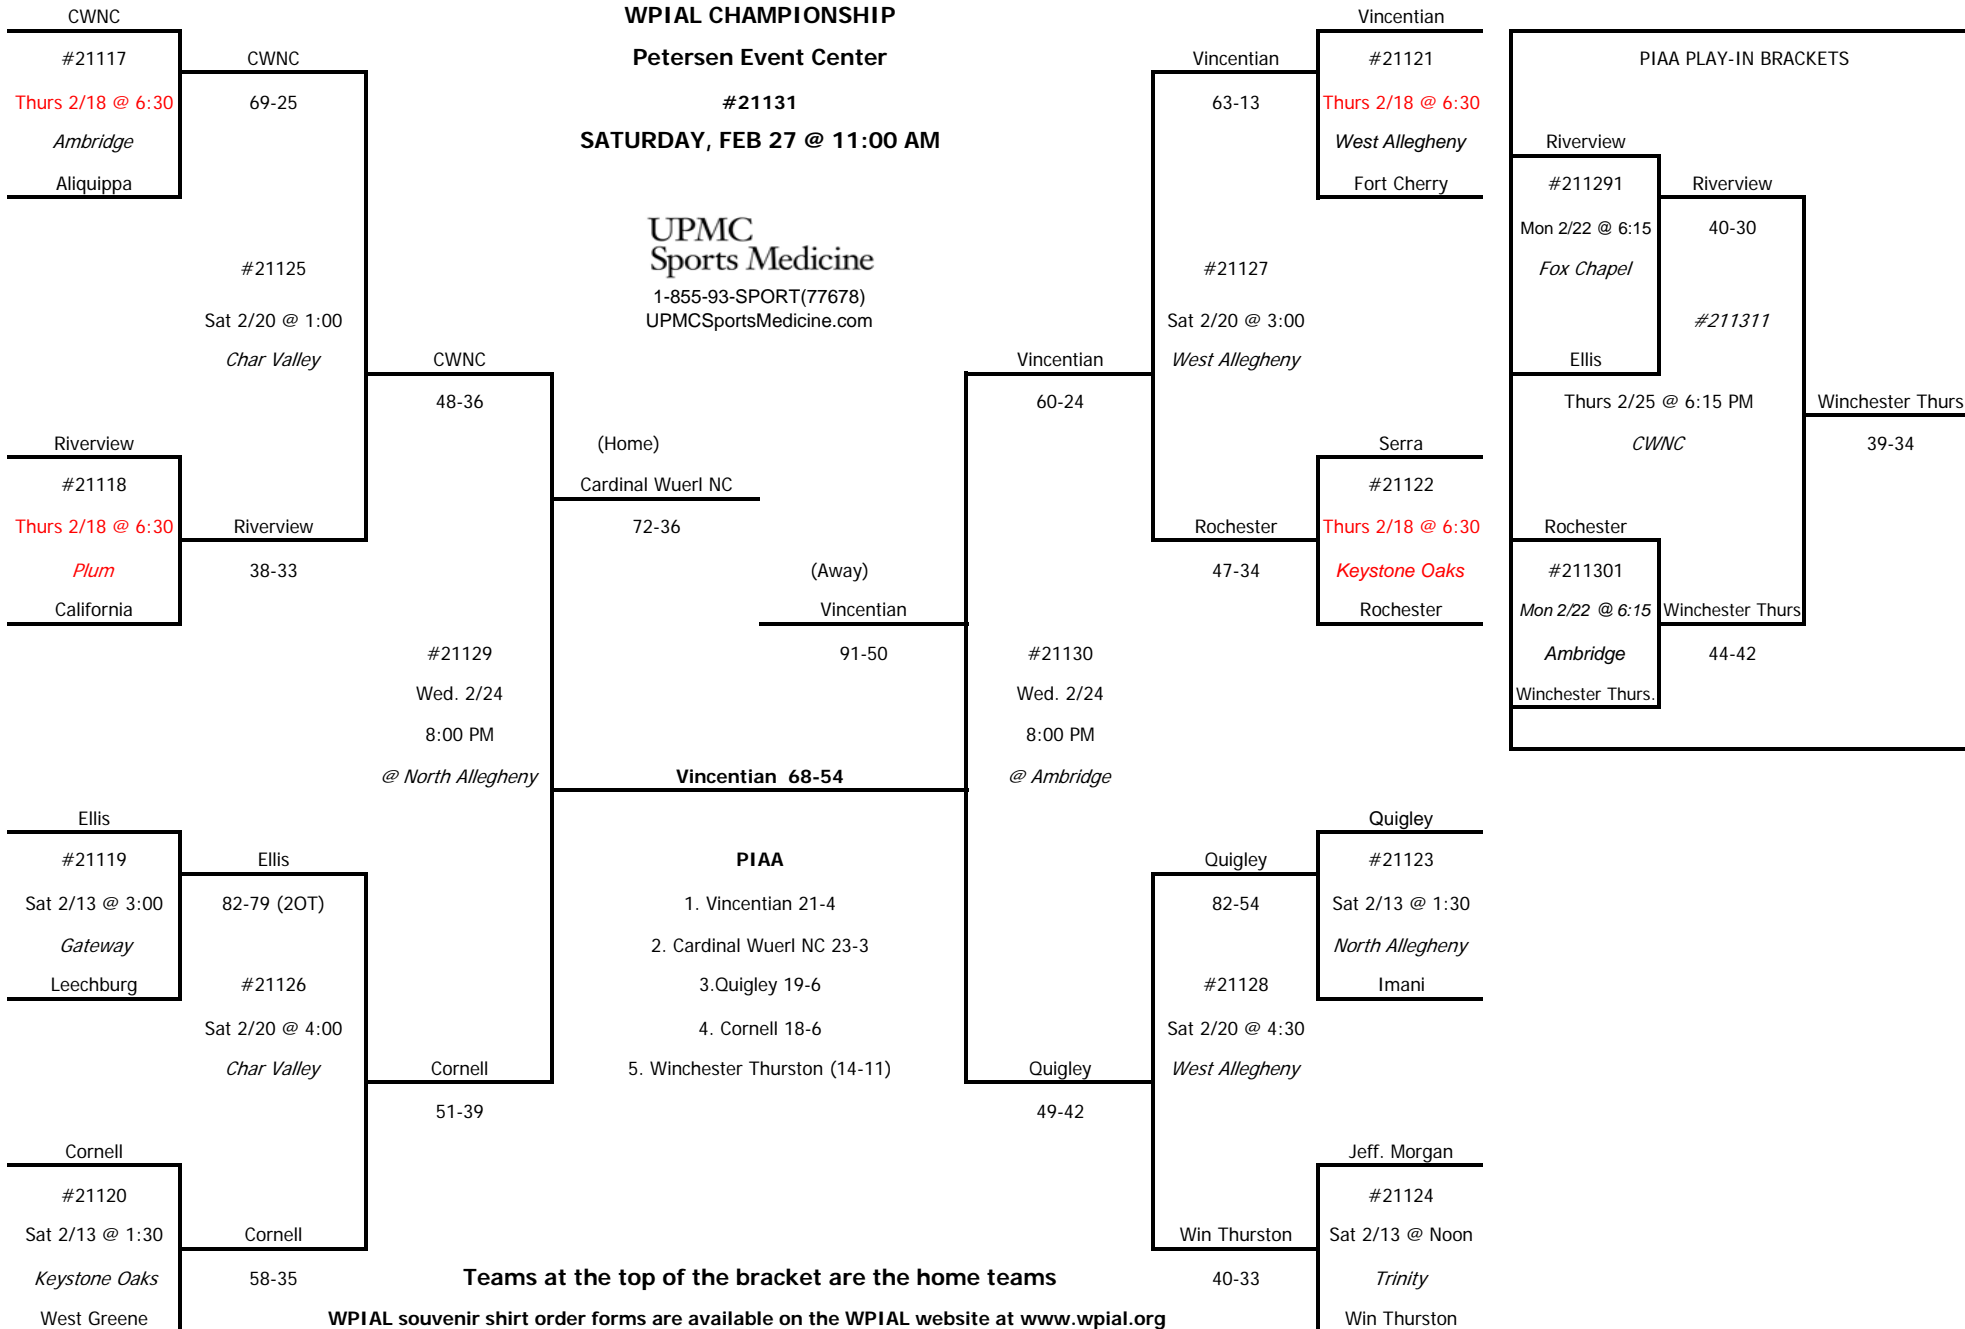 CWNC
WPIAL CHAMPIONSHIP
Vincentian
#21117
CWNC
Petersen Event Center
Vincentian
#21121
PIAA PLAY-IN BRACKETS
Thurs 2/18 @ 6:30
69-25
#21131
63-13
Thurs 2/18 @ 6:30
Ambridge
SATURDAY, FEB 27 @ 11:00 AM
West Allegheny
Riverview
Aliquippa
Fort Cherry
#211291
Riverview
UPMC
Sports Medicine
Mon 2/22 @ 6:15
40-30
#21125
#21127
Fox Chapel
1-855-93-SPORT(77678)
UPMCSportsMedicine.com
Sat 2/20 @ 1:00
Sat 2/20 @ 3:00
#211311
Char Valley
CWNC
Vincentian
West Allegheny
Ellis
48-36
60-24
Thurs 2/25 @ 6:15 PM
Winchester Thurs
Riverview
(Home)
Serra
CWNC
39-34
#21118
Cardinal Wuerl NC
#21122
Thurs 2/18 @ 6:30
Riverview
72-36
Rochester
Thurs 2/18 @ 6:30
Rochester
Plum
38-33
(Away)
47-34
Keystone Oaks
#211301
California
Vincentian
Rochester
Mon 2/22 @ 6:15
Winchester Thurs
#21129
91-50
#21130
Ambridge
44-42
Wed. 2/24
Wed. 2/24
Winchester Thurs.
8:00 PM
8:00 PM
@ North Allegheny
Vincentian 68-54
@ Ambridge
Ellis
Quigley
#21119
Ellis
PIAA
Quigley
#21123
Sat 2/13 @ 3:00
82-79 (2OT)
1. Vincentian 21-4
82-54
Sat 2/13 @ 1:30
Gateway
2. Cardinal Wuerl NC 23-3
North Allegheny
Leechburg
#21126
3.Quigley 19-6
#21128
Imani
Sat 2/20 @ 4:00
4. Cornell 18-6
Sat 2/20 @ 4:30
Char Valley
Cornell
5. Winchester Thurston (14-11)
Quigley
West Allegheny
51-39
49-42
Cornell
Jeff. Morgan
#21120
#21124
Sat 2/13 @ 1:30
Cornell
Win Thurston
Sat 2/13 @ Noon
Keystone Oaks
58-35
Teams at the top of the bracket are the home teams
40-33
Trinity
West Greene
WPIAL souvenir shirt order forms are available on the WPIAL website at www.wpial.org
Win Thurston